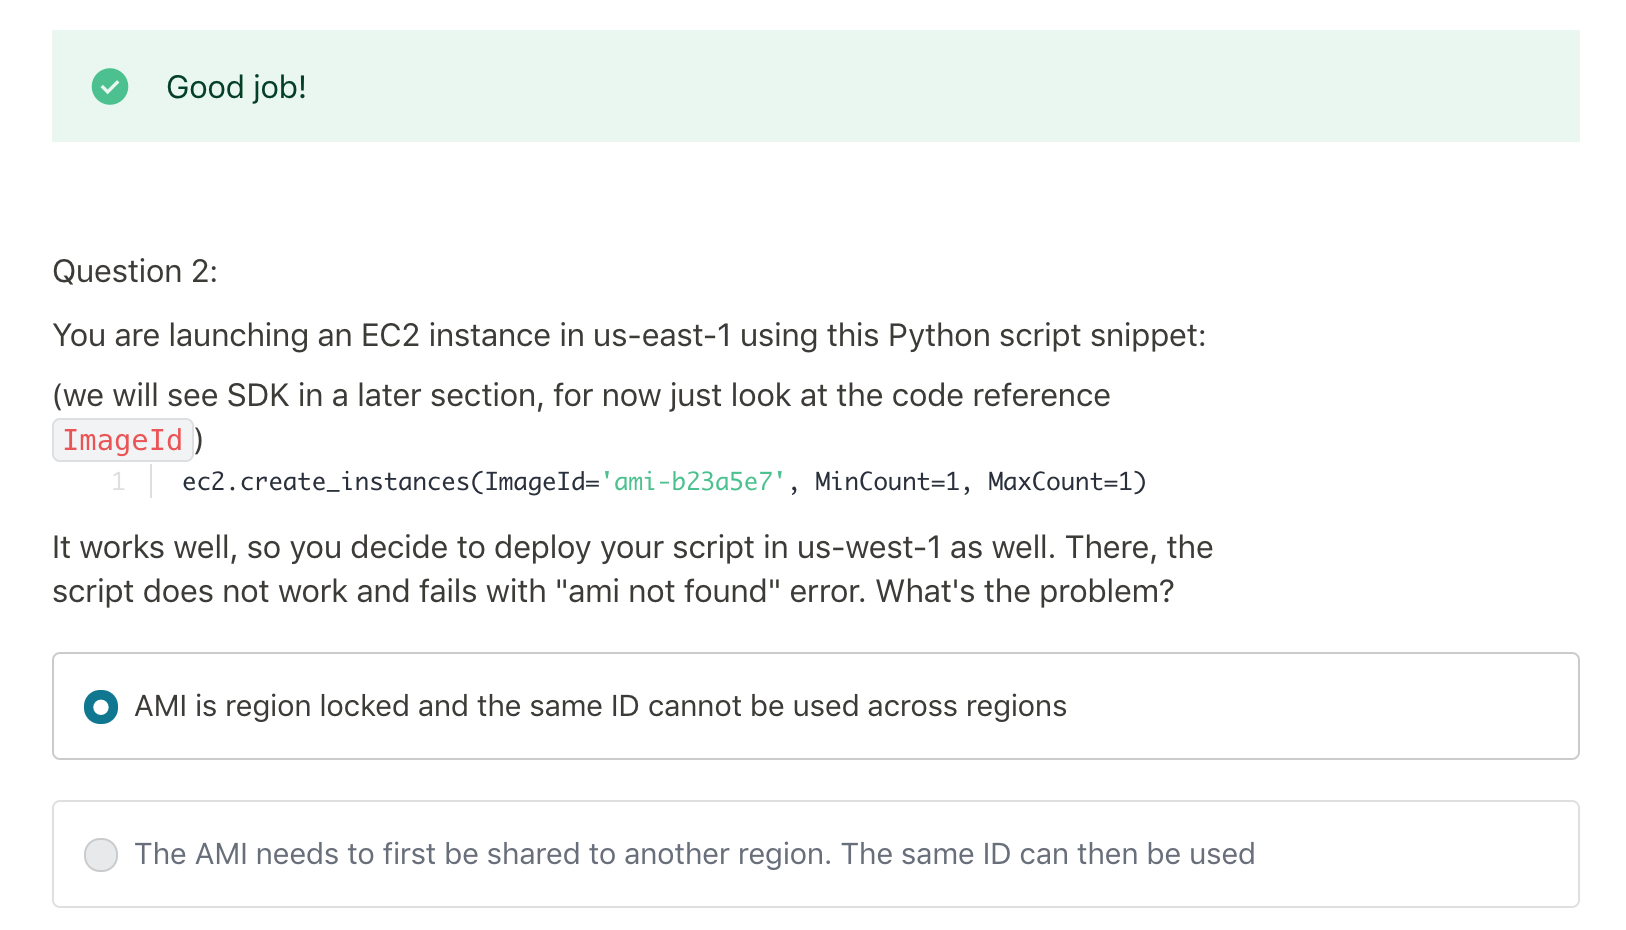 Good job!
Question 2:
You are launching an EC2 instance in us-east-1 using this Python script snippet:
(we will see SDK in a later section, for now just look at the code reference
ImageId)
1 ec2.create_instances(ImageId='ami-b23a5e7', MinCount=1, MaxCount=1)
It works well, so you decide to deploy your script in us-west-1 as well. There, the
script does not work and fails with "ami not found" error. What's the problem?
AMI is region locked and the same ID cannot be used across regions
The AMI needs to first be shared to another region. The same ID can then be used